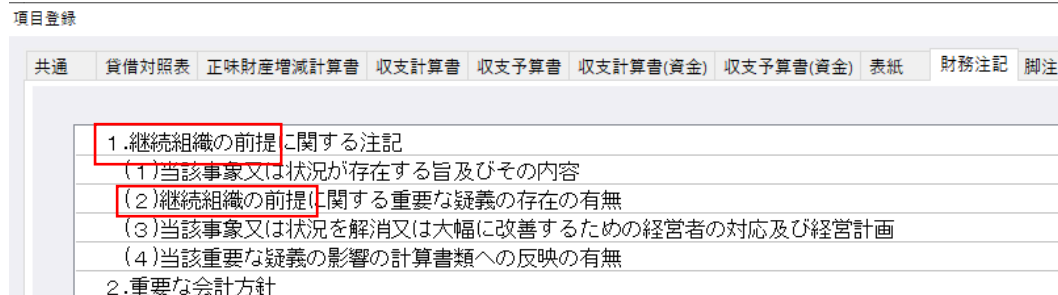 項目登録
共通 貸借対照表 正味財産増減計算書 収支計算書 収支予算書 収支計算書(資金) 収支予算書(資金) 表紙 財務注記 脚注
1.継続組織の前提に関する注記
(1)当該事象又は状況が存在する旨及びその内容
(2)継続組織の前提に関する重要な疑義の存在の有無
(3)当該事象又は状況を解消又は大幅に改善するための経営者の対応及び経営計画
(4)当該重要な疑義の影響の計算書類への反映の有無
2.重要な会計方針